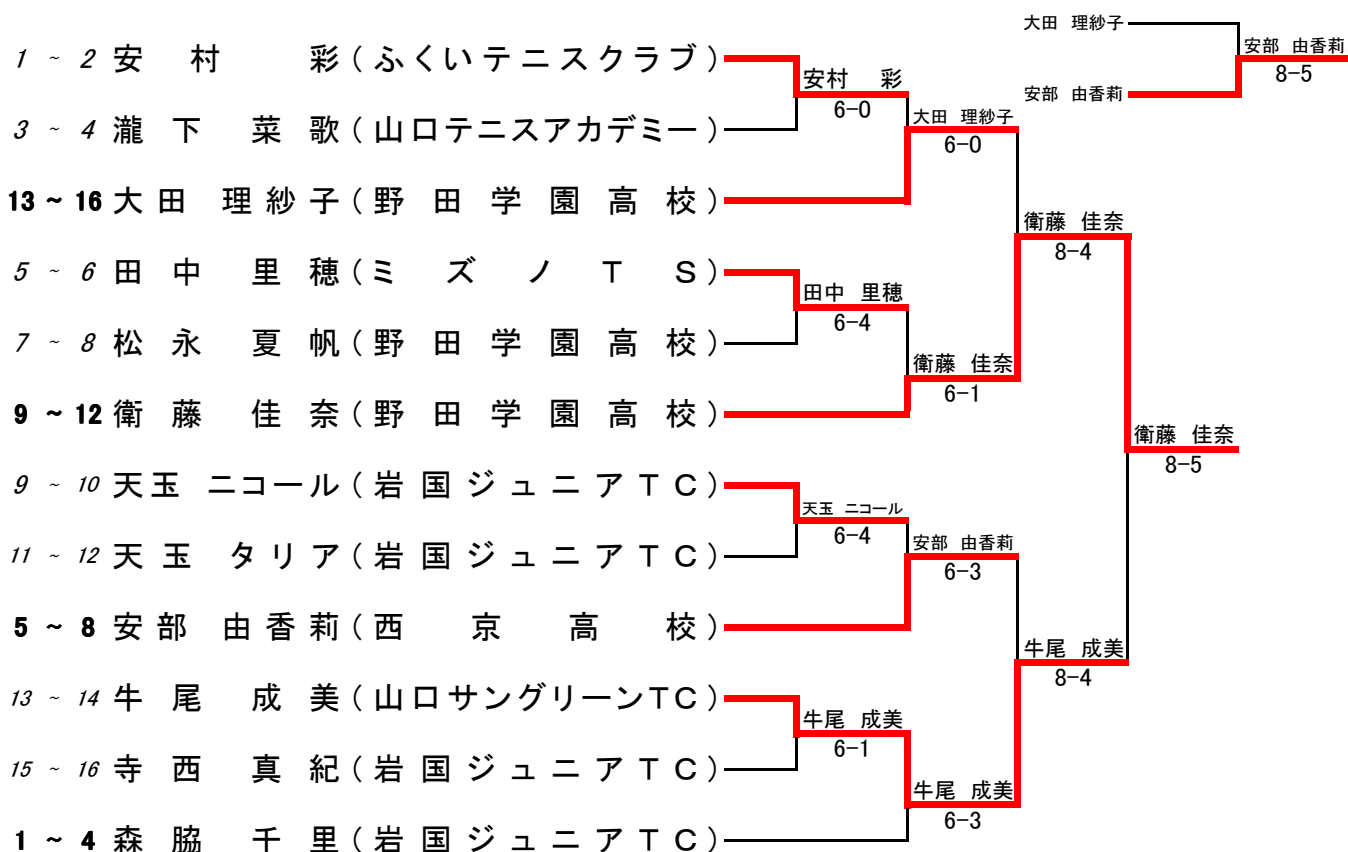 大田 理紗子
安部 由香莉
8-5
安部 由香莉
1 ~ 2 安村 彩(ふくいテニスクラブ)
安村 彩
6-0
3 ~ 4 瀧下菜歌(山口テニスアカデミー)
大田 理紗子
6-0
13 ~ 16 大田 理紗子(野田学園高校)
衛藤 佳奈
8-4
5 ~ 6 田中 里穂(ミズノTS)
田中 里穂
6-4
7 ~ 8 松永 夏帆(野田学園高校)
衛藤 佳奈
6-1
9 ~ 12 衛藤 佳奈(野田学園高校)
衛藤 佳奈
8-5
9 ~ 10 天玉 ニコール(岩国ジュニアTC)
天玉 ニコール
6-4
11 ~ 12 天玉 タリア(岩国ジュニアTC)
安部 由香莉
6-3
5 ~ 8 安部 由香莉(西京高校)
牛尾 成美
8-4
13 ~ 14 牛尾 成美(山口サングリーンTC)
牛尾 成美
6-1
15 ~ 16 寺西 真紀(岩国ジュニアTC)
牛尾 成美
6-3
1 ~ 4 森脇 千里(岩国ジュニアTC)